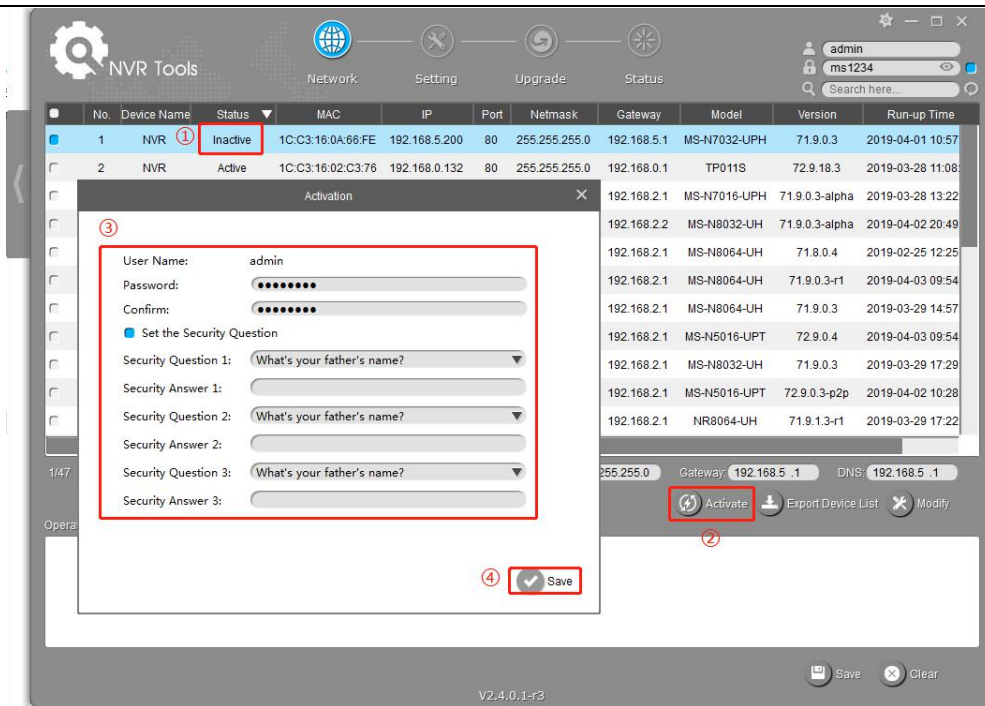 admin
NVR Tools
ms1234
Network Setting Upgrade Status
Search here...
No. Device Name Status MAC IP Port Netmask Gateway Model Version Run-up Time
1 NVR ① Inactive 1C:C3:16:0A:66:FE 192.168.5.200 80 255.255.255.0 192.168.5.1 MS-N7032-UPH 71.9.0.3 2019-04-01 10:57
2 NVR Active 1C:C3:16:02:C3:76 192.168.0.132 80 255.255.255.0 192.168.0.1 TP011S 72.9.18.3 2019-03-28 11:08:
Activation
192.168.2.1 MS-N7016-UPH 71.9.0.3-alpha 2019-03-28 13:22
③
192.168.2.2 MS-N8032-UH 71.9.0.3-alpha 2019-04-02 20:49
User Name: admin
192.168.2.1 MS-N8064-UH 71.8.0.4 2019-02-25 12:25
Password: ●●●●●●●●
192.168.2.1 MS-N8064-UH 71.9.0.3-r1 2019-04-03 09:54
Confirm: ●●●●●●●●
192.168.2.1 MS-N8064-UH 71.9.0.3 2019-03-29 14:57
Set the Security Question
192.168.2.1 MS-N5016-UPT 72.9.0.4 2019-04-03 09:54
Security Question 1: What's your father's name?
192.168.2.1 MS-N8032-UH 71.9.0.3 2019-03-29 17:29
Security Answer 1:
192.168.2.1 MS-N5016-UPT 72.9.0.3-p2p 2019-04-02 10:28
Security Question 2: What's your father's name?
192.168.2.1 NR8064-UH 71.9.1.3-r1 2019-03-29 17:22
Security Answer 2:
Security Question 3: What's your father's name?
1/47 255.255.0 Gateway: 192.168.5 .1 DNS: 192.168.5 .1
Security Answer 3:
Activate Export Device List Modify
Opera
②
④ Save
Save Clear
V2.4.0.1-r3